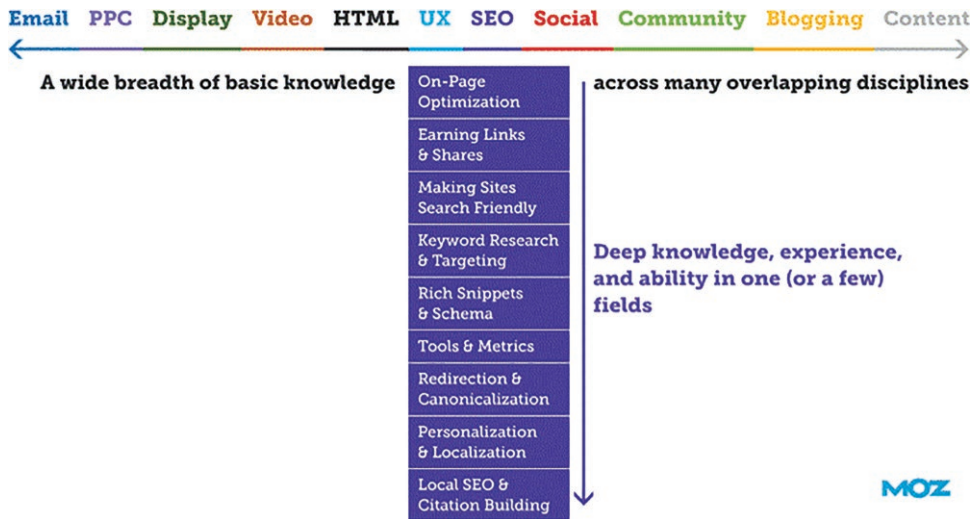 Email PPC Display Video HTML UX SEO Social Community Blogging Content
A wide breadth of basic knowledge
across many overlapping disciplines
On-Page
Optimization
Earning Links
& Shares
Making Sites
Search Friendly
Keyword Research
& Targeting
Rich Snippets
& Schema
Tools & Metrics
Redirection &
Canonicalization
Personalization
& Localization
Local SEO &
Citation Building
Deep knowledge, experience,
and ability in one (or a few)
fields
MOZ